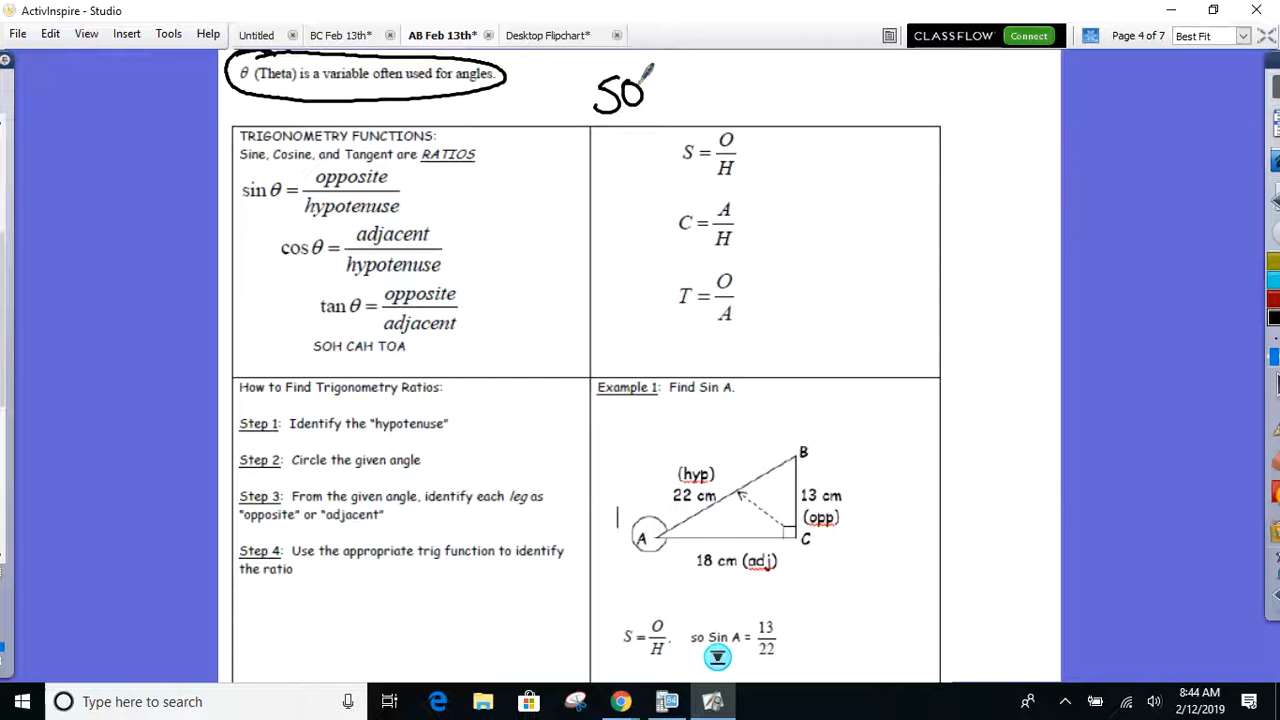 ActivInspire - Studio
File Edit View Insert Tools Help Untitled BC Feb 13th* AB Feb 13th* Desktop Flipchart* CLASSFLOW Connect Page 4 of 7 Best Fit
θ (Theta) is a variable often used for angles.
SO
TRIGONOMETRY FUNCTIONS:
Sine, Cosine, and Tangent are RATIOS
sin θ = opposite / hypotenuse
cos θ = adjacent / hypotenuse
tan θ = opposite / adjacent
SOH CAH TOA
S = O / H
C = A / H
T = O / A
How to Find Trigonometry Ratios:
Step 1: Identify the "hypotenuse"
Step 2: Circle the given angle
Step 3: From the given angle, identify each leg as
"opposite" or "adjacent"
Step 4: Use the appropriate trig function to identify
the ratio
Example 1: Find Sin A.
B
(hyp)
22 cm
13 cm
(opp)
A
C
18 cm (adj)
S = O / H . so Sin A = 13 / 22
Type here to search
8:44 AM
2/12/2019